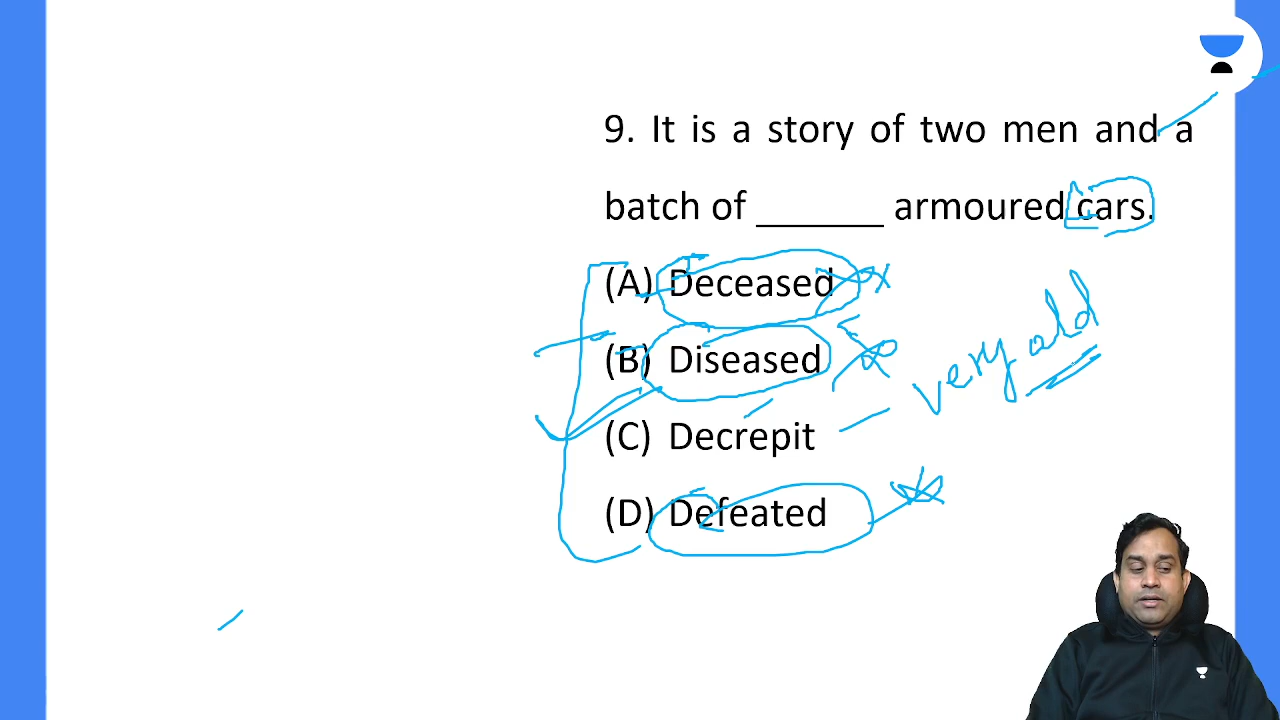 9. It is a story of two men and a
batch of _______ armoured cars.
(A) Deceased
(B) Diseased
(C) Decrepit
very old
(D) Defeated